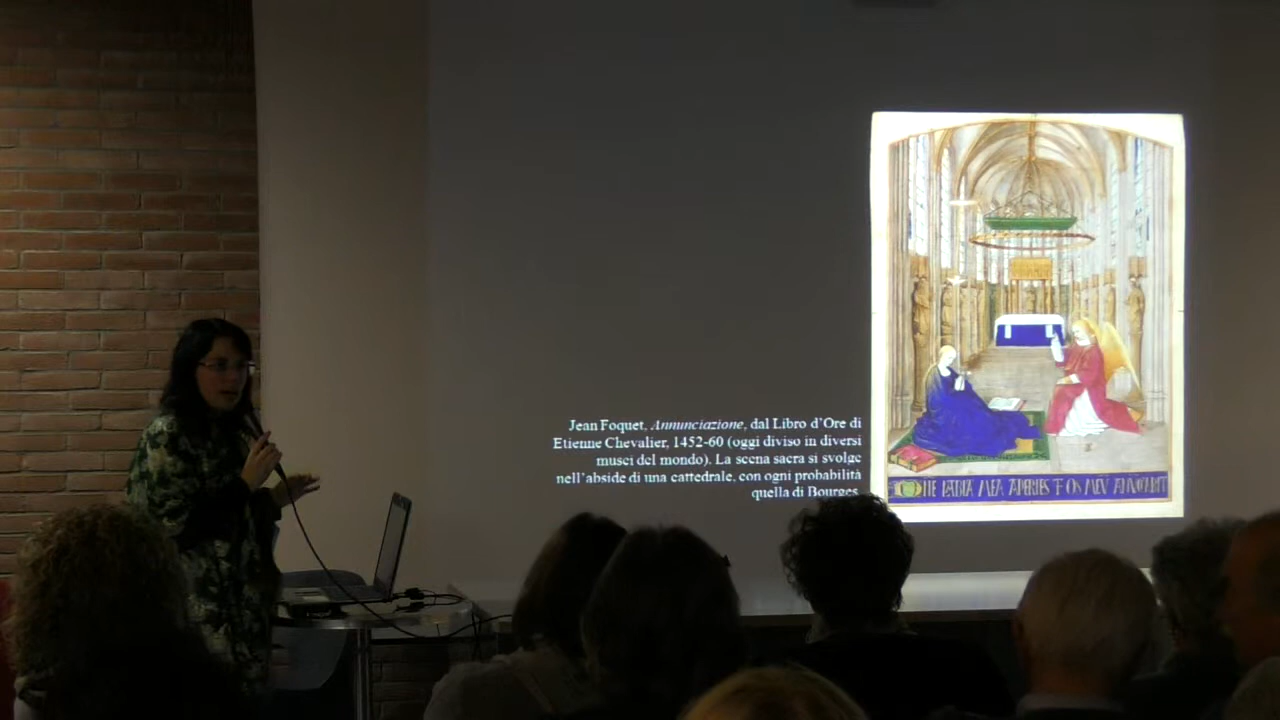 Jean Foquet, Annunciazione, dal Libro d'Ore di
Etienne Chevalier, 1452-60 (oggi diviso in diversi
musei del mondo). La scena sacra si svolge
nell'abside di una cattedrale, con ogni probabilità
quella di Bourges